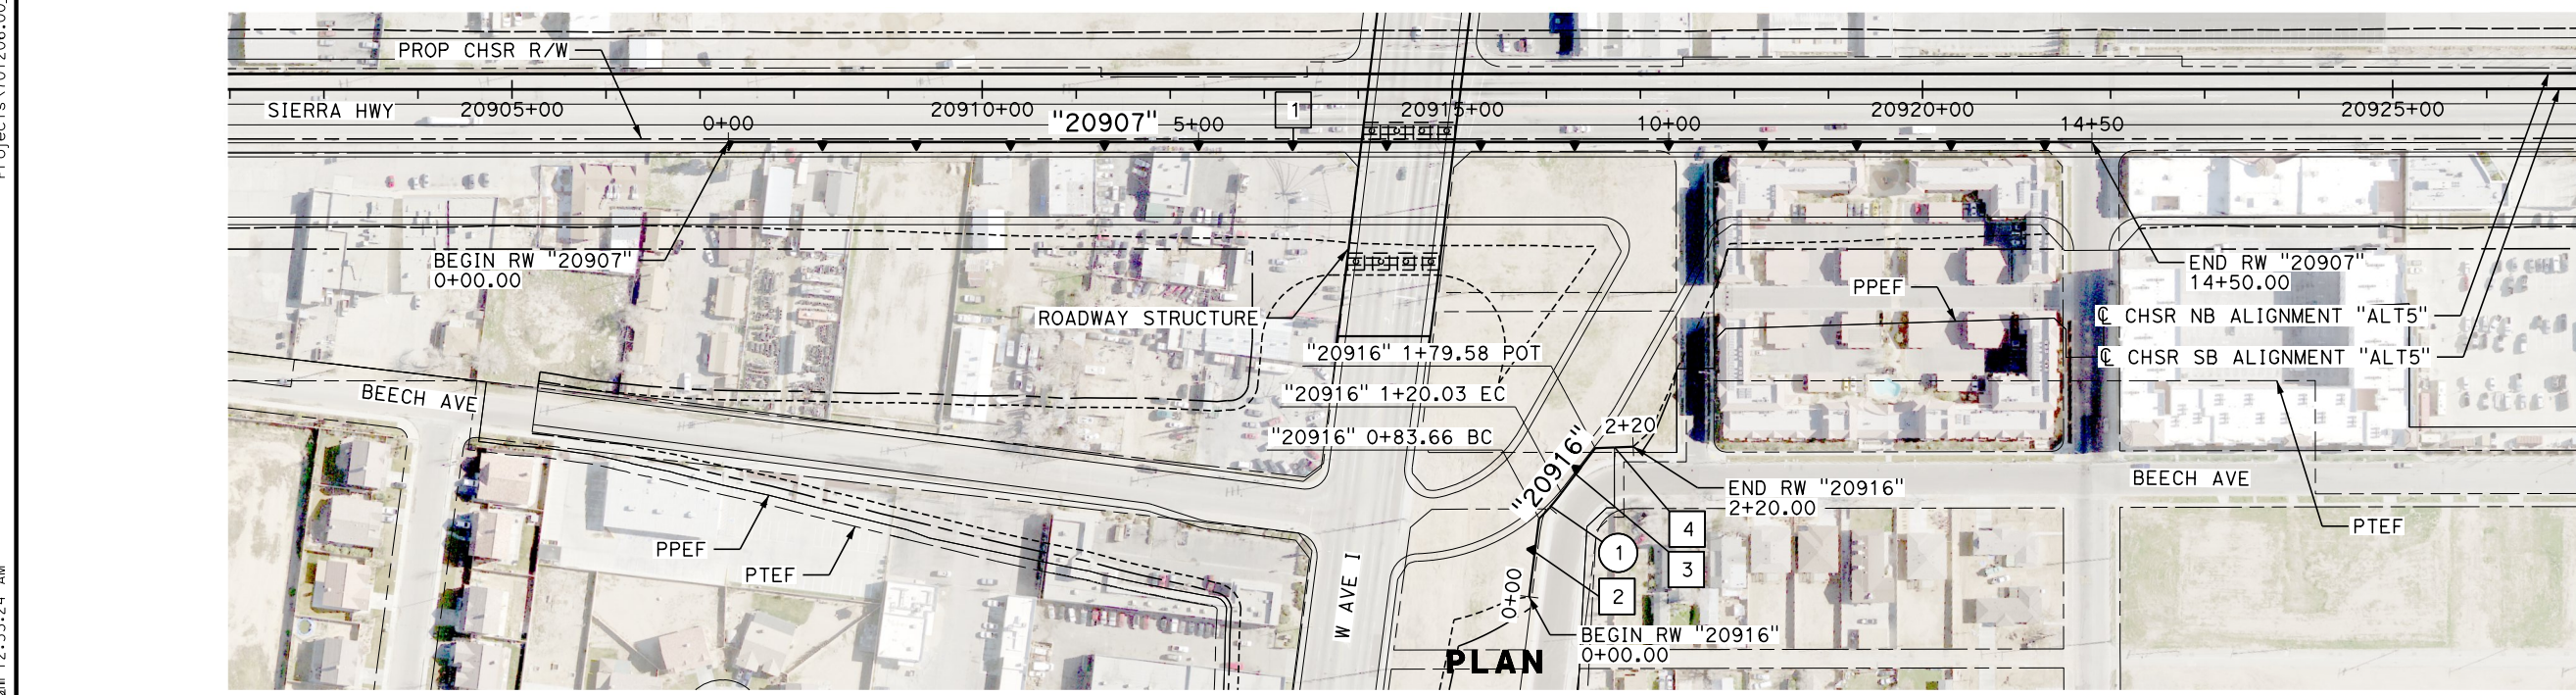 PROP CHSR R/W
SIERRA HWY
20905+00
20910+00
20915+00
20920+00
20925+00
0+00
"20907"
5+00
1
10+00
14+50
BEGIN RW "20907"
0+00.00
END RW "20907"
14+50.00
PPEF
ROADWAY STRUCTURE
℄ CHSR NB ALIGNMENT "ALT5"
℄ CHSR SB ALIGNMENT "ALT5"
"20916" 1+79.58 POT
"20916" 1+20.03 EC
"20916" 0+83.66 BC
BEECH AVE
2+20
"20916"
BEECH AVE
END RW "20916"
2+20.00
PTEF
4
1
3
2
PPEF
PTEF
W AVE I
0+00
BEGIN RW "20916"
0+00.00
PLAN